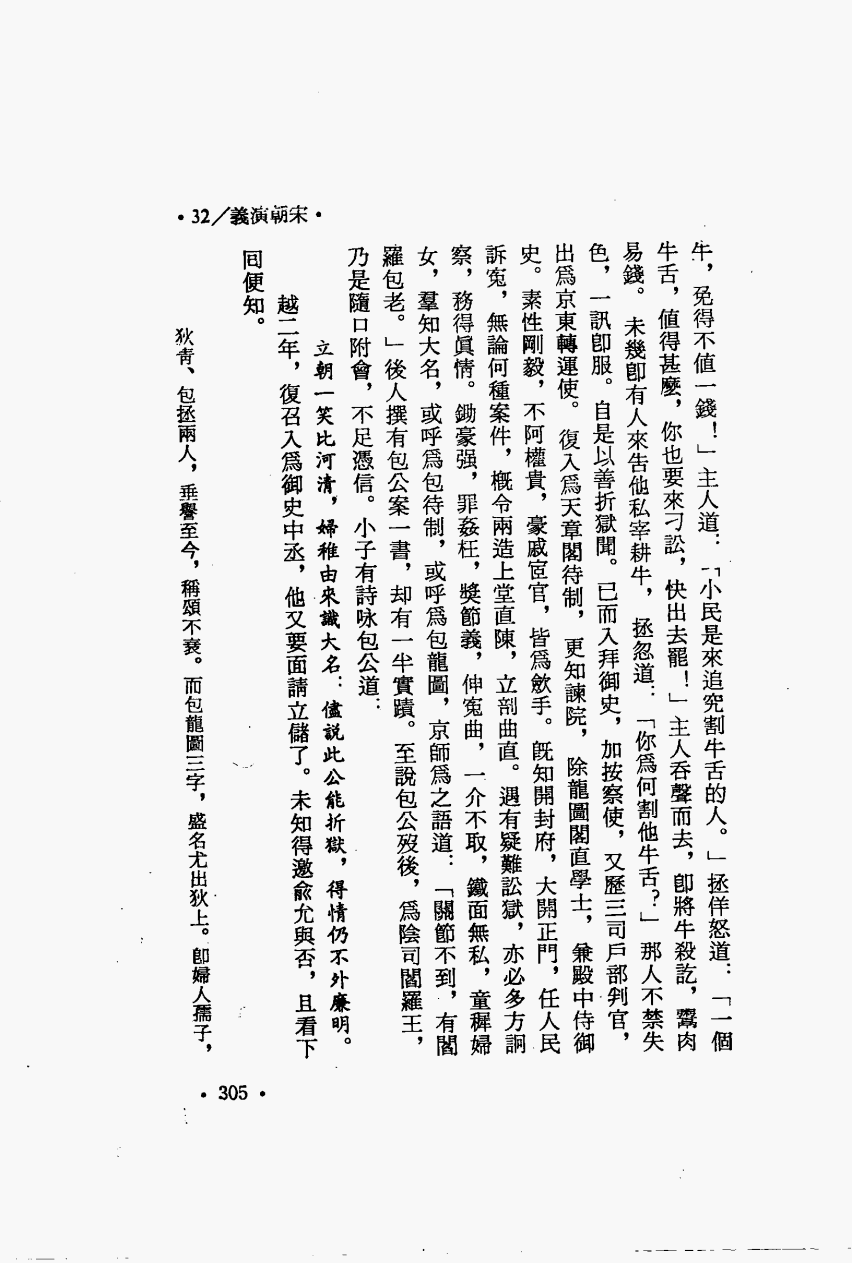 •32/義演朝宋•
牛，免得不值一錢！」主人道：「小民是來追究割牛舌的人。」拯佯怒道：「一個
牛舌，值得甚麼，你也要來刁訟，快出去罷！」主人吞聲而去，卽將牛殺訖，鬻肉
易錢。未幾卽有人來告他私宰耕牛，拯忽道：「你爲何割他牛舌？」那人不禁失
色，一訊卽服。自是以善折獄聞。已而入拜御史，加按察使，又歷三司戶部判官，
出爲京東轉運使。復入爲天章閣待制，更知諫院，除龍圖閣直學士，兼殿中侍御
史。素性剛毅，不阿權貴，豪戚宦官，皆爲斂手。旣知開封府，大開正門，任人民
訴寃，無論何種案件，槪令兩造上堂直陳，立剖曲直。遇有疑難訟獄，亦必多方詗
察，務得眞情。鋤豪强，罪姦枉，獎節義，伸寃曲，一介不取，鐵面無私，童穉婦
女，羣知大名，或呼爲包待制，或呼爲包龍圖，京師爲之語道：「關節不到，有閻
羅包老。」後人撰有包公案一書，却有一半實蹟。至說包公歿後，爲陰司閻羅王，
乃是隨口附會，不足憑信。小子有詩咏包公道：
立朝一笑比河清，婦稚由來識大名；儘說此公能折獄，得情仍不外廉明。
越二年，復召入爲御史中丞，他又要面請立儲了。未知得邀兪允與否，且看下
囘便知。
狄靑、包拯兩人，垂譽至今，稱頌不衰。而包龍圖三字，盛名尤出狄上。卽婦人孺子，
•305•